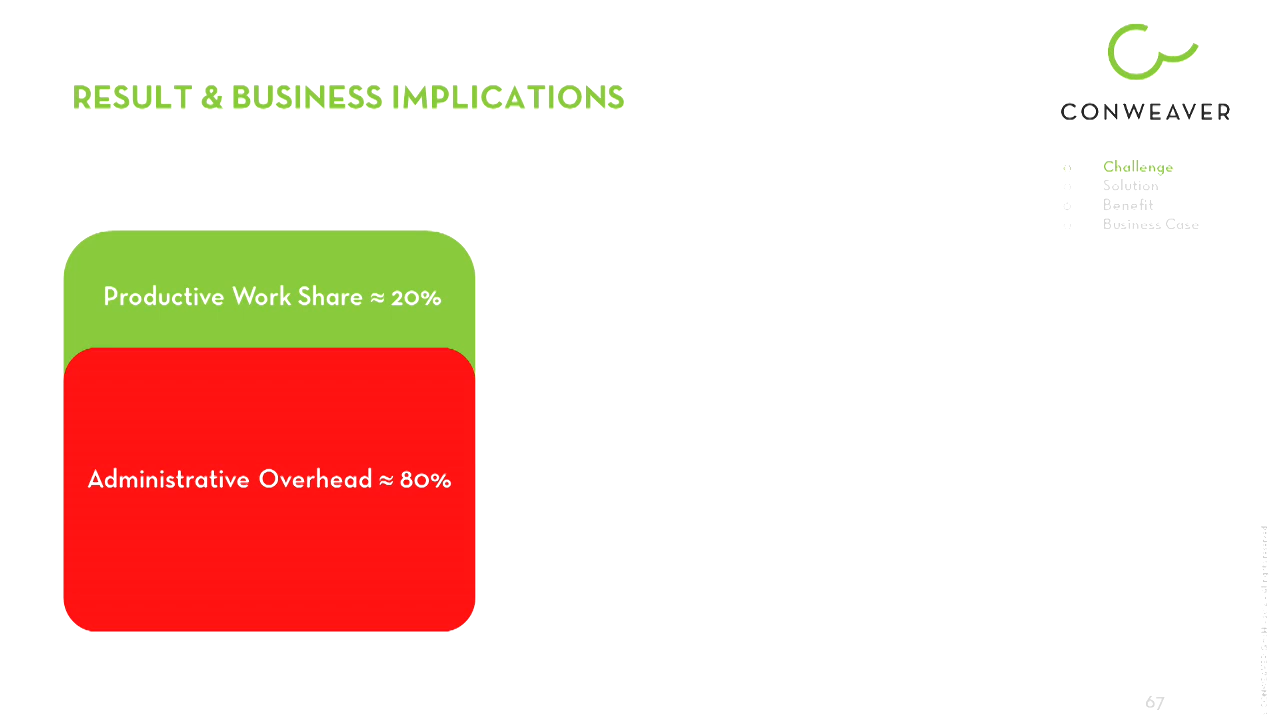 RESULT & BUSINESS IMPLICATIONS
CONWEAVER
Challenge
Solution
Benefit
Business Case
Productive Work Share ≈ 20%
Administrative Overhead ≈ 80%
67